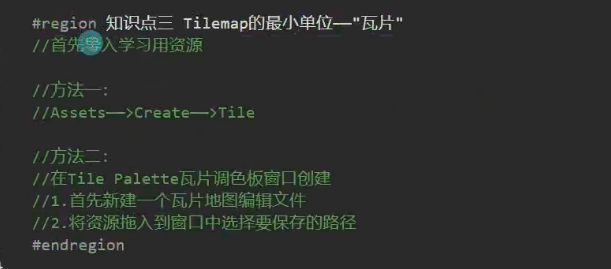 #region 知识点三 Tilemap的最小单位——"瓦片"
//首先导入学习用资源
//方法一:
//Assets——>Create——>Tile
//方法二:
//在Tile Palette瓦片调色板窗口创建
//1.首先新建一个瓦片地图编辑文件
//2.将资源拖入到窗口中选择要保存的路径
#endregion